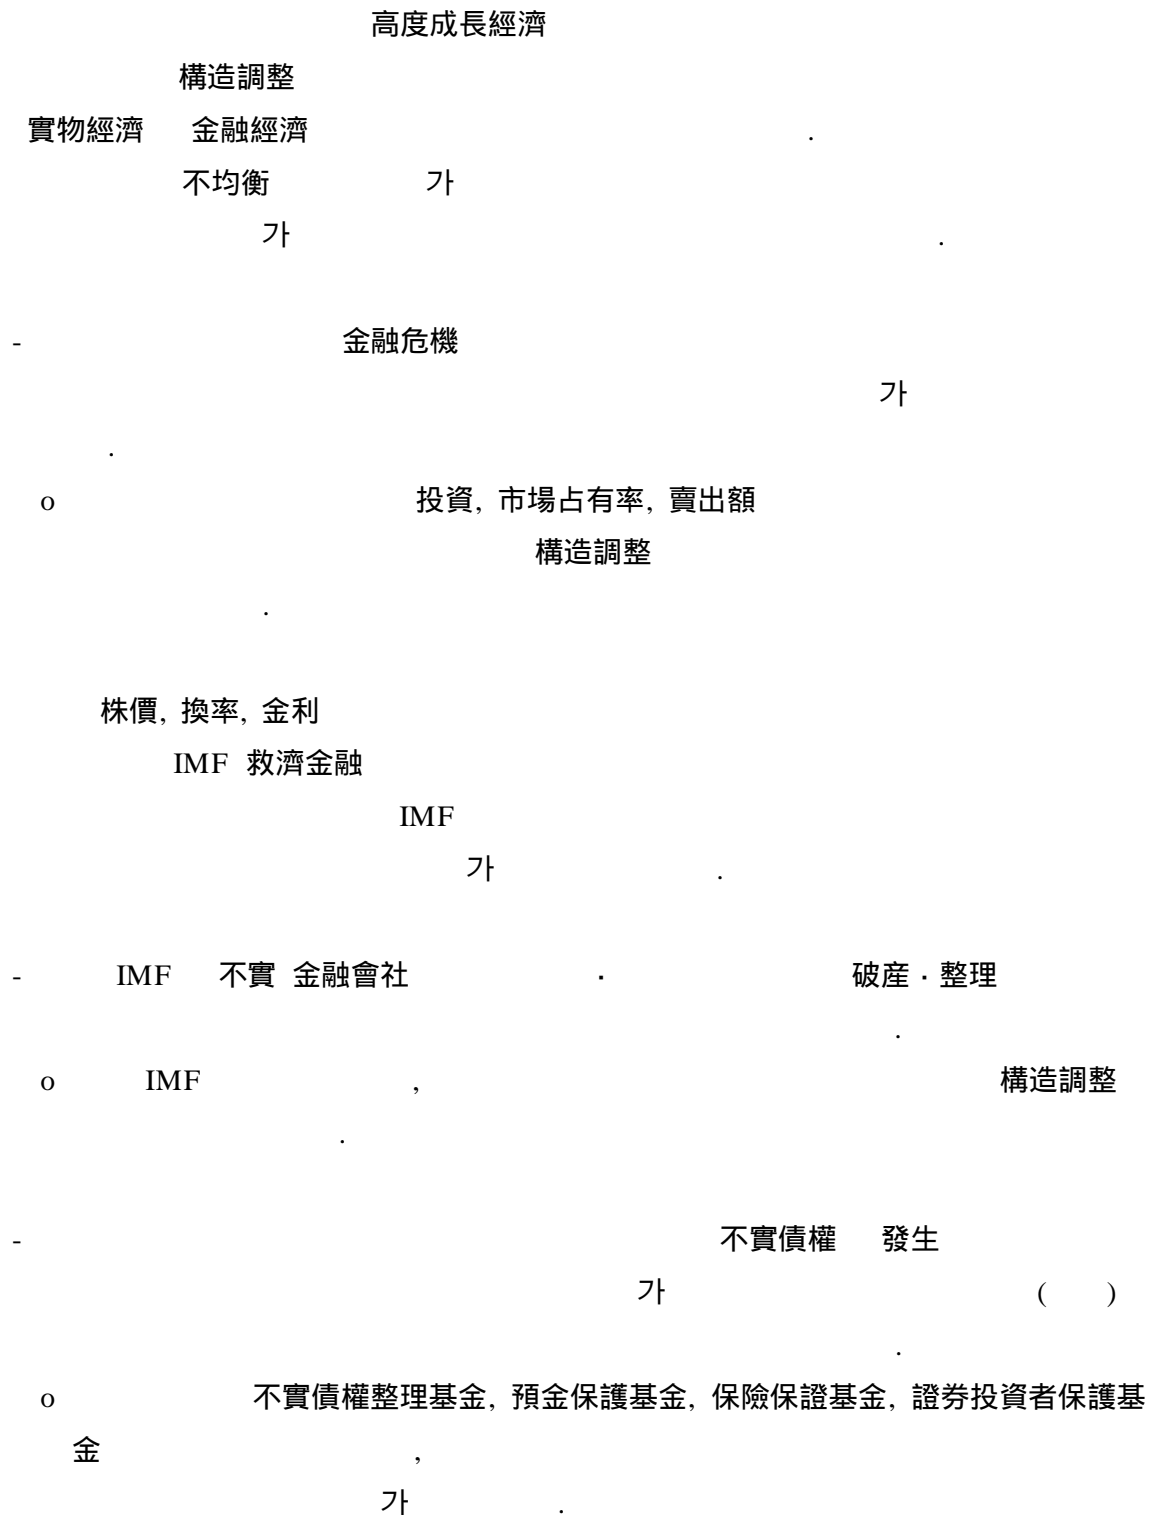 高度成長經濟
構造調整
實物經濟 金融經濟 .
不均衡 가
가 .
- 金融危機
가
.
o 投資, 市場占有率, 賣出額
構造調整
.
株價, 換率, 金利
IMF 救濟金融
IMF
가 .
- IMF 不實 金融會社 · 破産 · 整理
.
o IMF , 構造調整
.
- 不實債權 發生
가 ( )
.
o 不實債權整理基金, 預金保護基金, 保險保證基金, 證券投資者保護基
金 ,
가 .